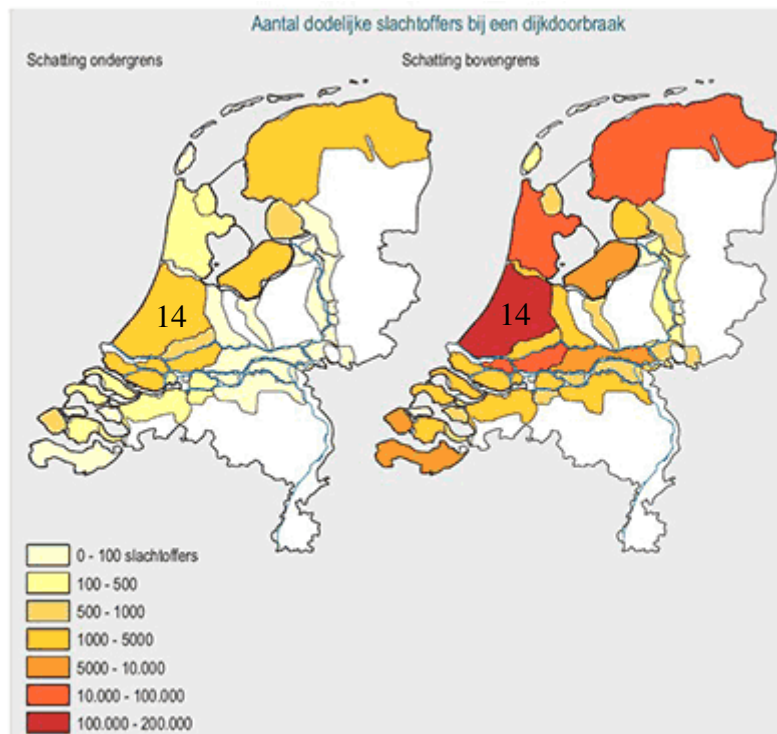 Aantal dodelijke slachtoffers bij een dijkdoorbraak
Schatting ondergrens
Schatting bovengrens
14
14
0 - 100 slachtoffers
100 - 500
500 - 1000
1000 - 5000
5000 - 10.000
10.000 - 100.000
100.000 - 200.000